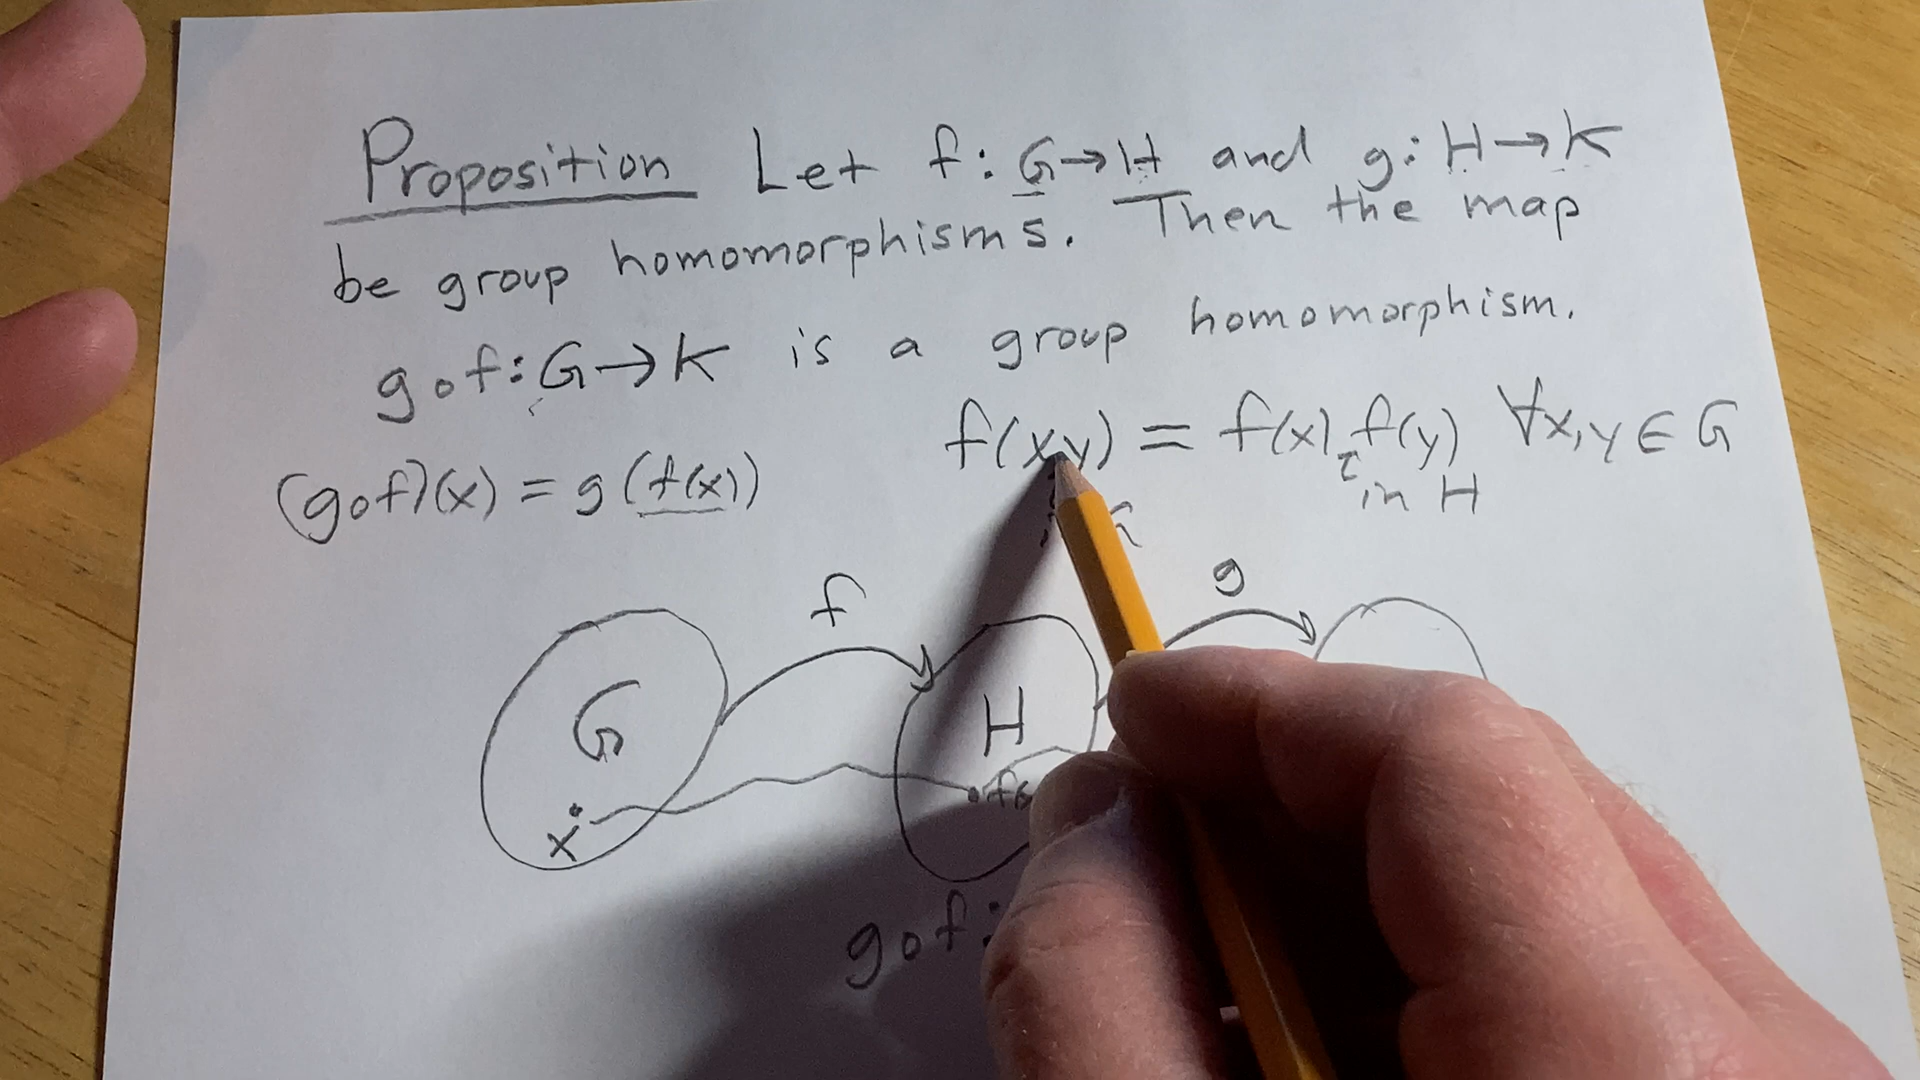 Proposition Let f: G→H and g: H→K
be group homomorphisms. Then the map
g∘f: G→K is a group homomorphism.
f(xy) = f(x) f(y) ∀x,y ∈ G
in H
(g∘f)(x) = g(f(x))
f
g
G
H
x
g∘f: